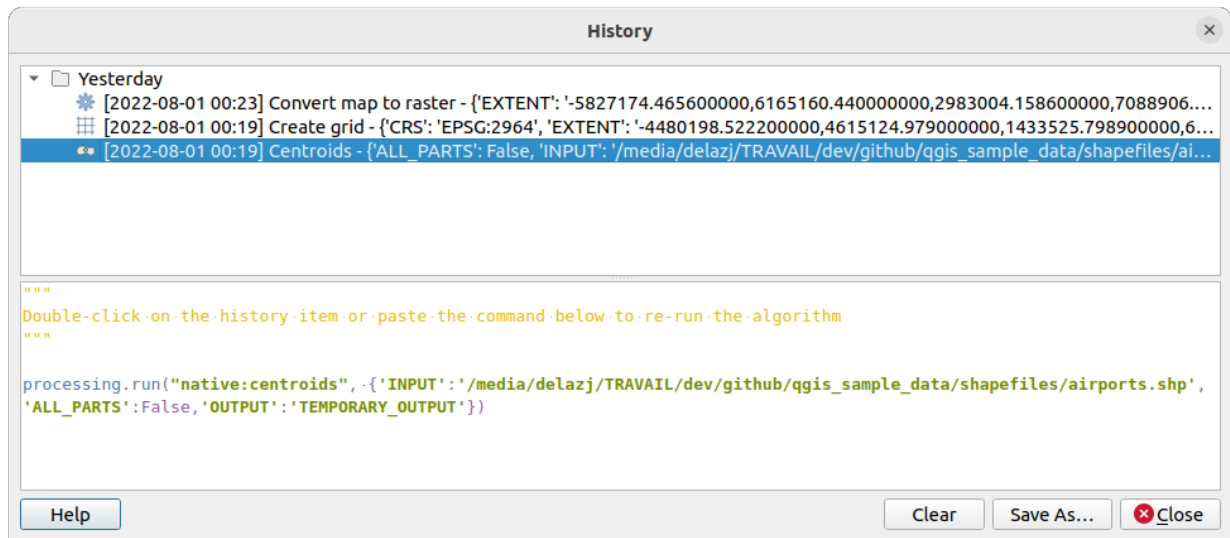 History
Yesterday
[2022-08-01 00:23] Convert map to raster - {'EXTENT': '-5827174.465600000,6165160.440000000,2983004.158600000,7088906....
[2022-08-01 00:19] Create grid - {'CRS': 'EPSG:2964', 'EXTENT': '-4480198.522200000,4615124.979000000,1433525.798900000,6...
[2022-08-01 00:19] Centroids - {'ALL_PARTS': False, 'INPUT': '/media/delazj/TRAVAIL/dev/github/qgis_sample_data/shapefiles/ai...
"""
Double-click·on·the·history·item·or·paste·the·command·below·to·re-run·the·algorithm
"""
processing.run("native:centroids",·{'INPUT':'/media/delazj/TRAVAIL/dev/github/qgis_sample_data/shapefiles/airports.shp',
'ALL_PARTS':False,'OUTPUT':'TEMPORARY_OUTPUT'})
Help Clear Save As... Close